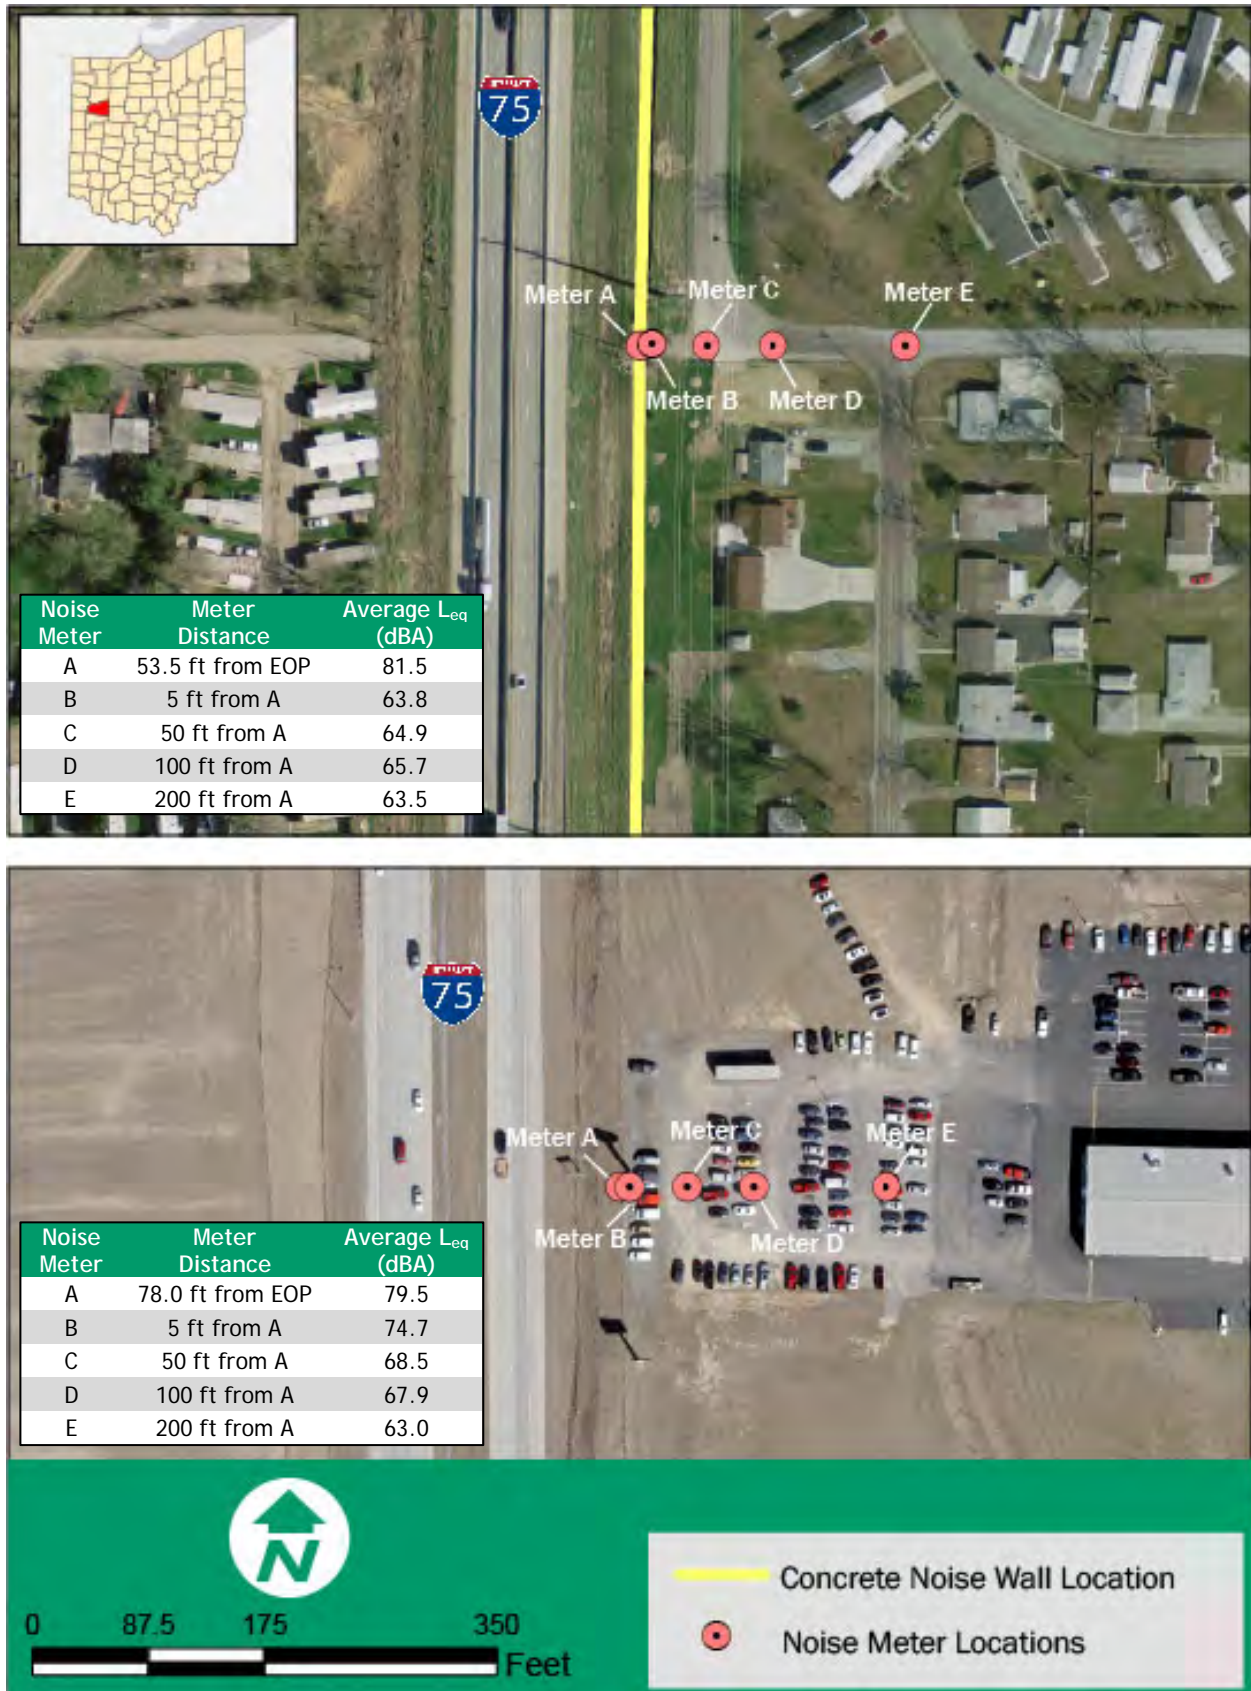 75
Meter A
Meter C
Meter E
Meter B
Meter D
Noise Meter Average Leq
Meter Distance (dBA)
A 53.5 ft from EOP 81.5
B 5 ft from A 63.8
C 50 ft from A 64.9
D 100 ft from A 65.7
E 200 ft from A 63.5
75
Meter A
Meter C
Meter E
Meter B
Meter D
Noise Meter Average Leq
Meter Distance (dBA)
A 78.0 ft from EOP 79.5
B 5 ft from A 74.7
C 50 ft from A 68.5
D 100 ft from A 67.9
E 200 ft from A 63.0
N
0 87.5 175 350
Feet
Concrete Noise Wall Location
Noise Meter Locations